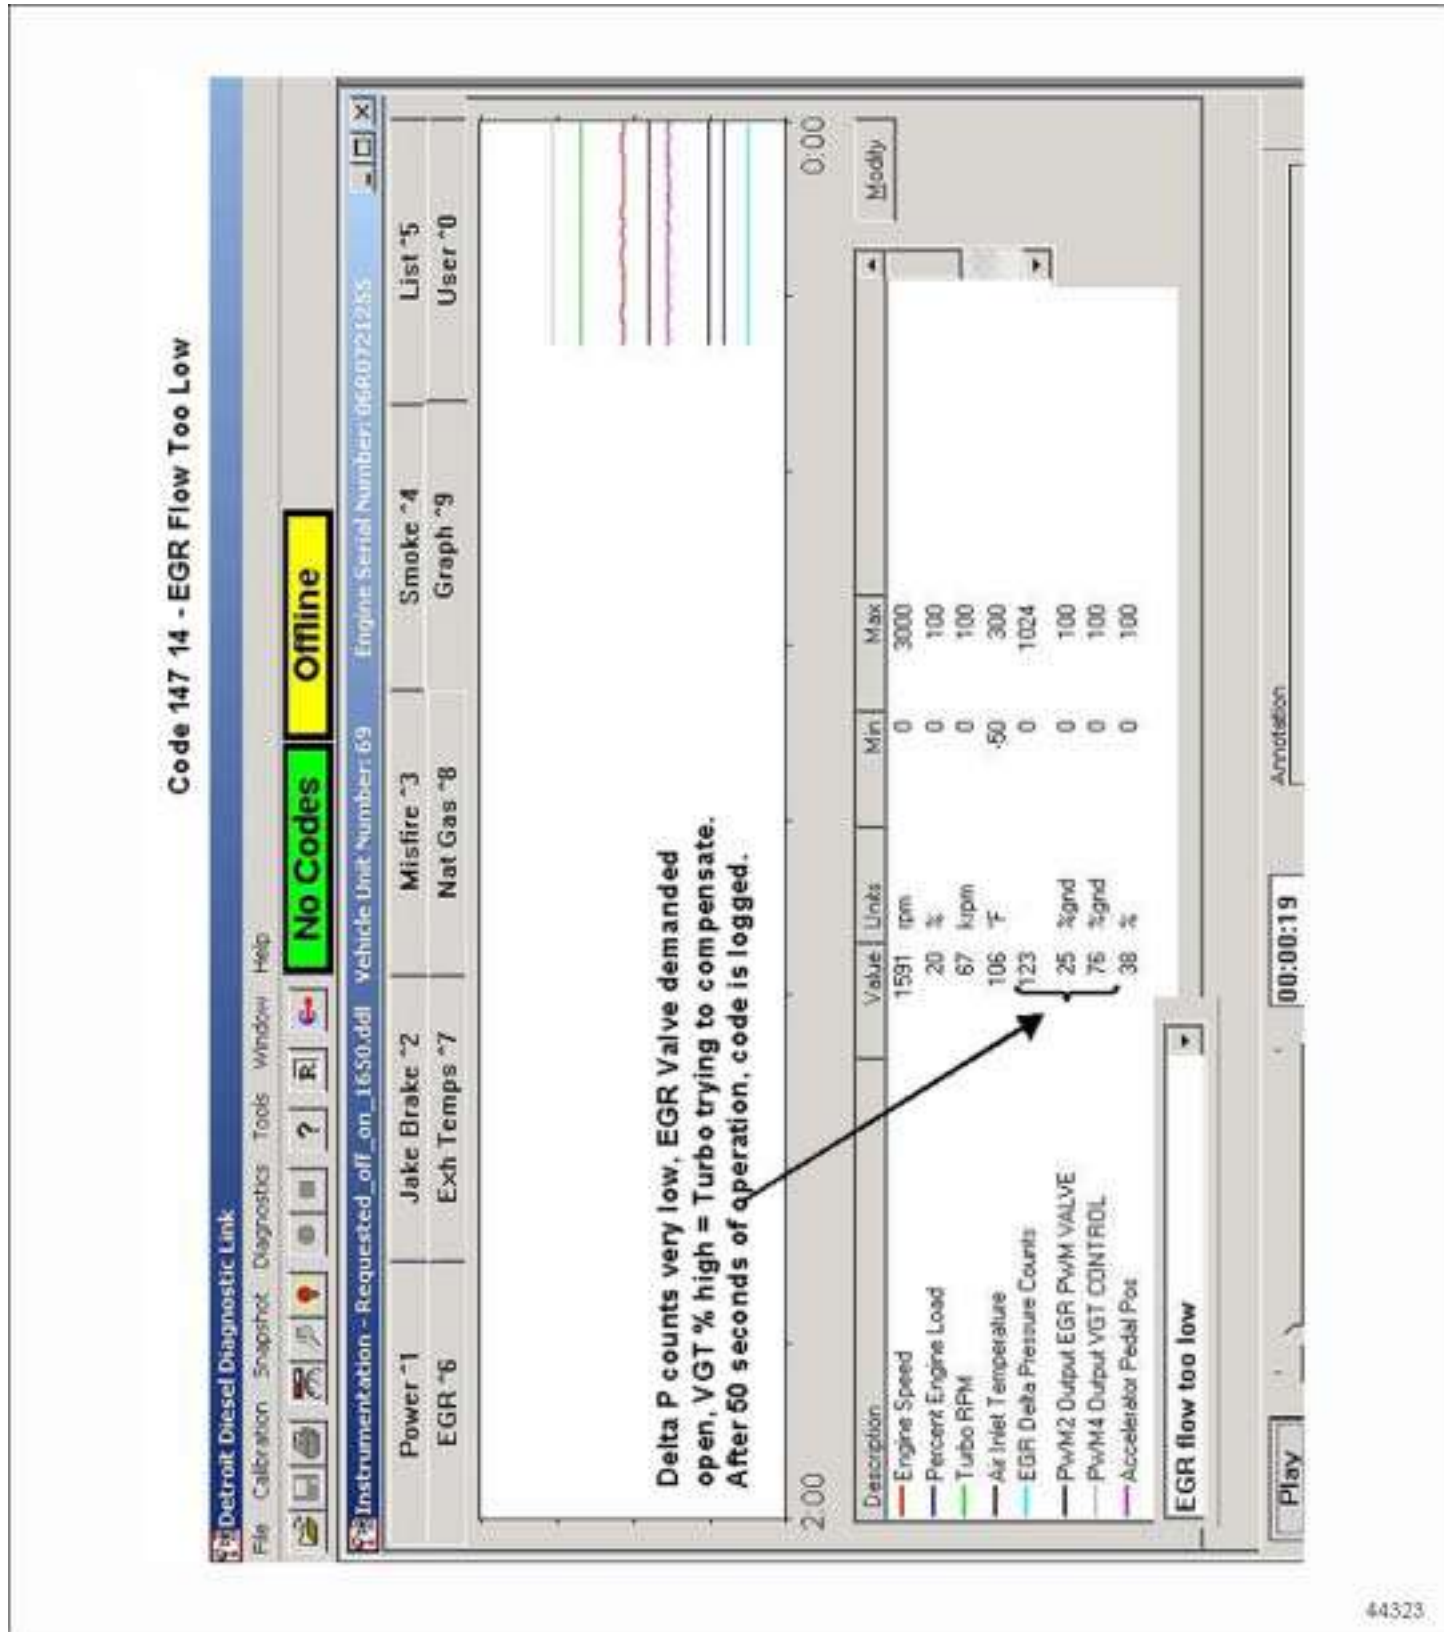 Code 147 14 - EGR Flow Too Low
Detroit Diesel Diagnostic Link
File Calibration Snapshot Diagnostics Tools Window Help
? R
No Codes Offline
Instrumentation - Requested_off_on_1650.ddl Vehicle Unit Number: 69 Engine Serial Number: 06R0721255
Power ^1 Jake Brake ^2 Misfire ^3 Smoke ^4 List ^5
EGR ^6 Exh Temps ^7 Nat Gas ^8 Graph ^9 User ^0
Delta P counts very low, EGR Valve demanded
open, VGT % high = Turbo trying to compensate.
After 50 seconds of operation, code is logged.
2:00 0:00
Description Value Units Min Max
Modify
Engine Speed 1591 rpm 0 3000
Percent Engine Load 20 % 0 100
Turbo RPM 67 krpm 0 100
Air Inlet Temperature 106 °F -50 300
EGR Delta Pressure Counts 123 0 1024
PWM2 Output EGR PWM VALVE 25 %gnd 0 100
PWM4 Output VGT CONTROL 76 %gnd 0 100
Accelerator Pedal Pos 38 % 0 100
EGR flow too low
Annotation
Play 00:00:19
44323